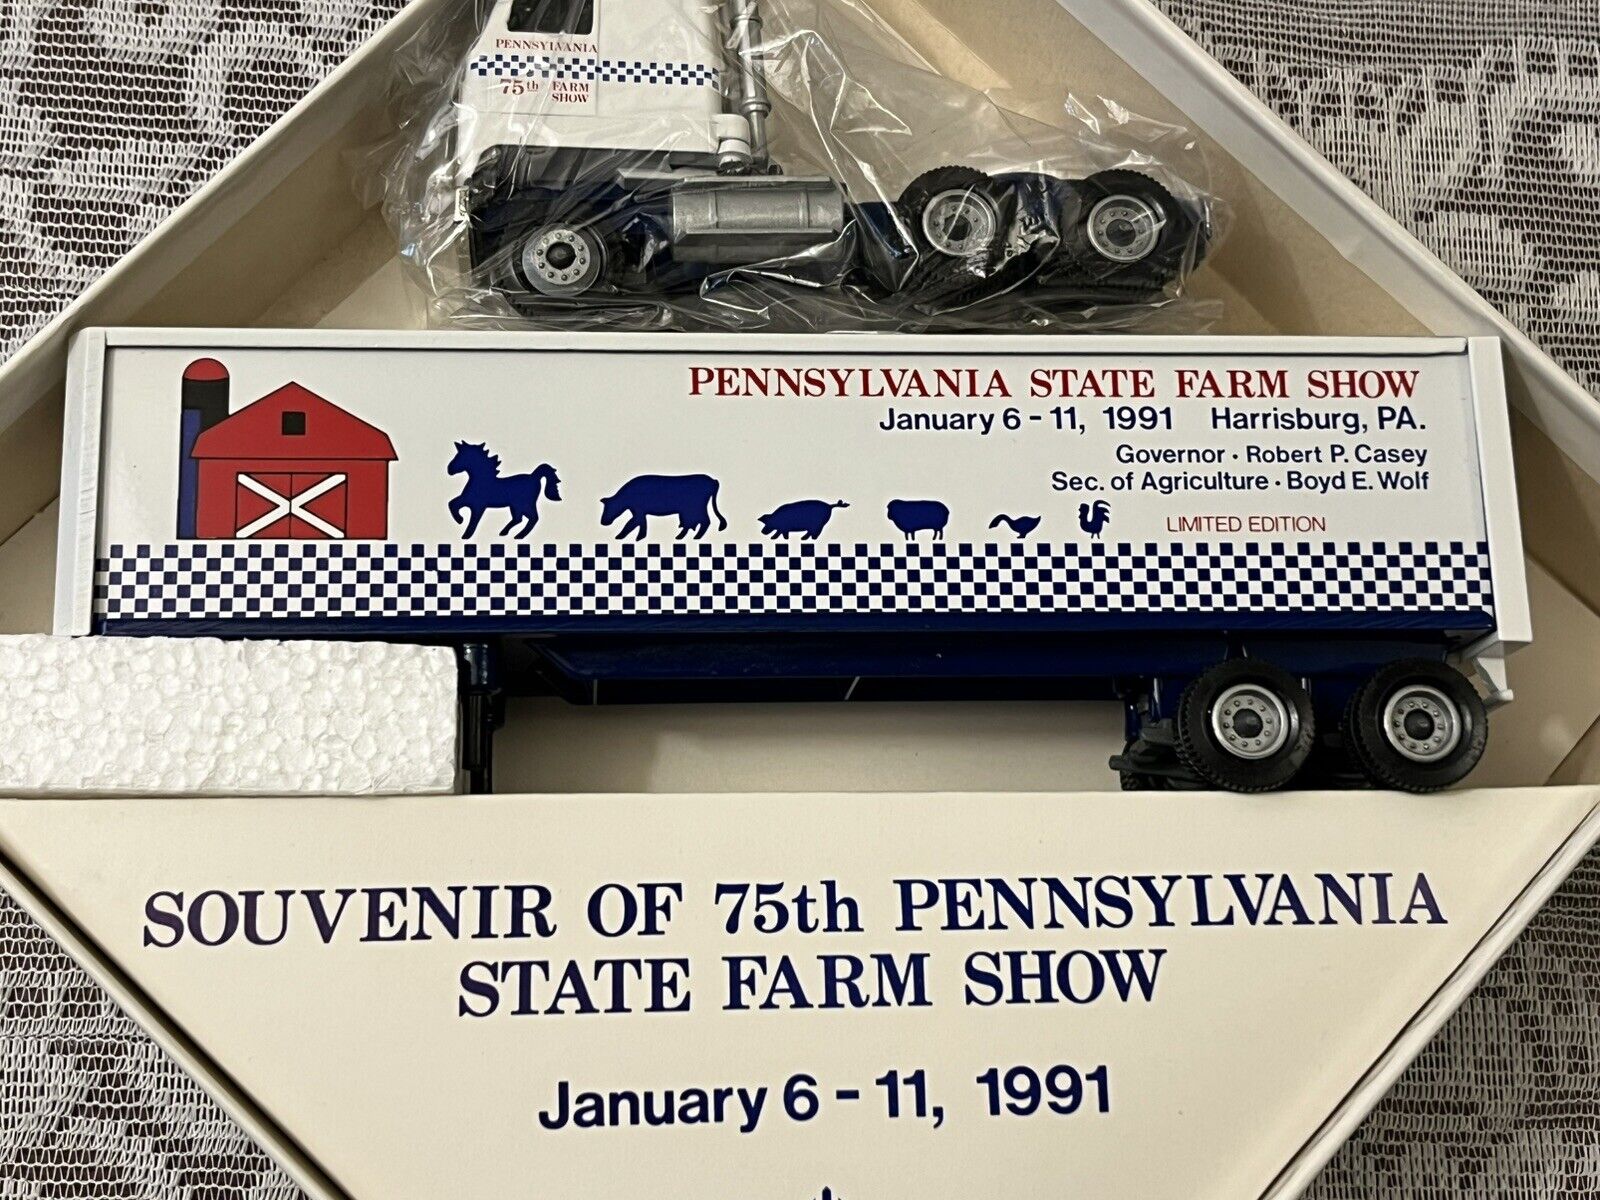 PENNSYLVANIA
75th FARM
SHOW
PENNSYLVANIA STATE FARM SHOW
January 6 - 11, 1991 Harrisburg, PA.
Governor · Robert P. Casey
Sec. of Agriculture · Boyd E. Wolf
LIMITED EDITION
SOUVENIR OF 75th PENNSYLVANIA
STATE FARM SHOW
January 6 - 11, 1991